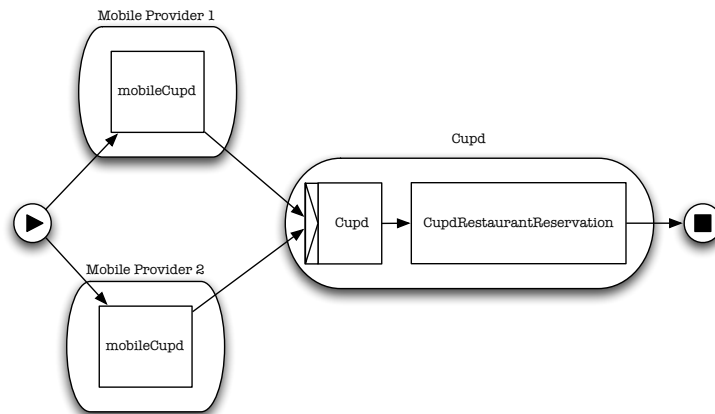 Mobile Provider 1
mobileCupd
Cupd
Cupd
CupdRestaurantReservation
Mobile Provider 2
mobileCupd